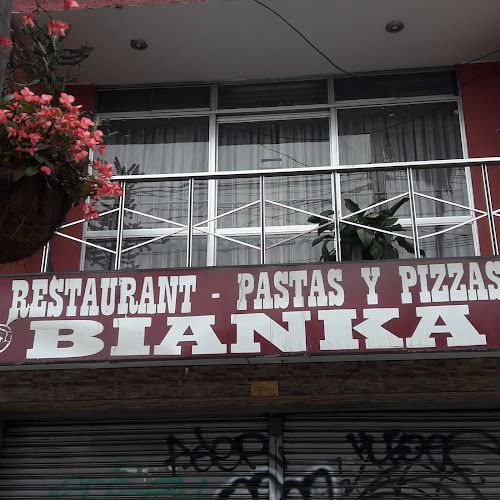 RESTAURANT - PASTAS Y PIZZAS
BIANKA